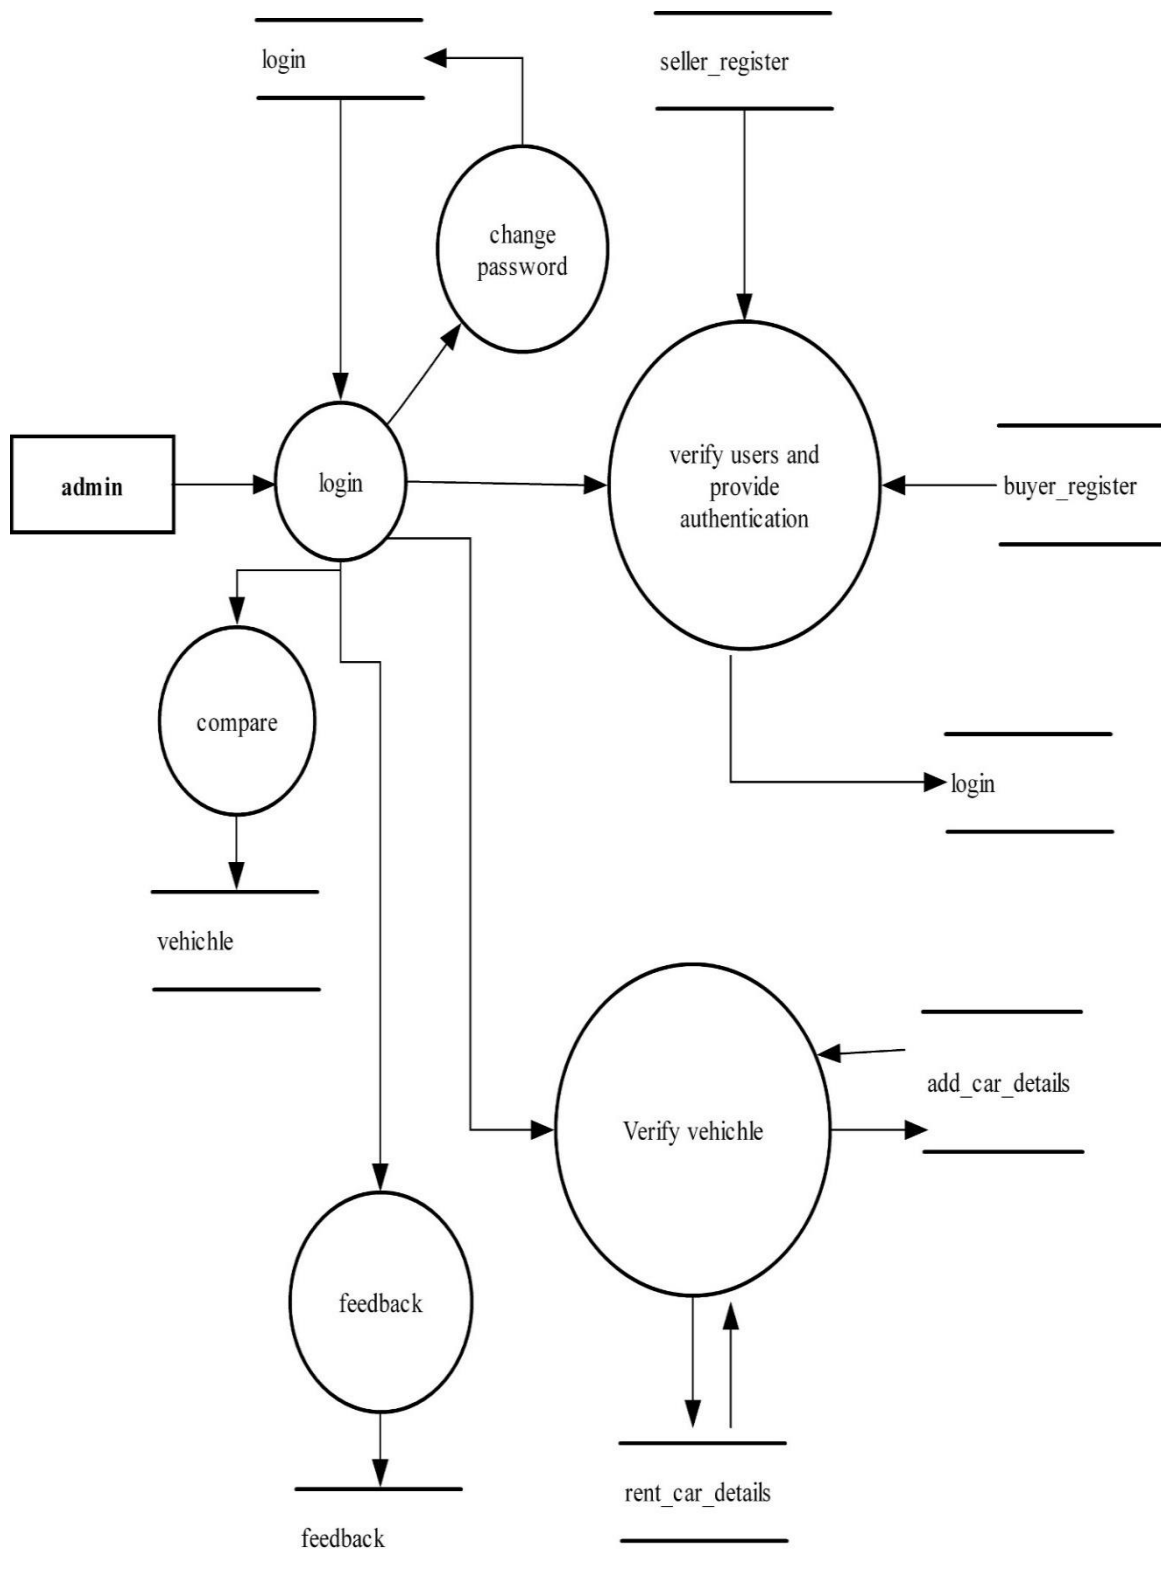 login
seller_register
change
password
verify users and
provide
authentication
admin
login
buyer_register
compare
login
vehichle
add_car_details
Verify vehichle
feedback
rent_car_details
feedback